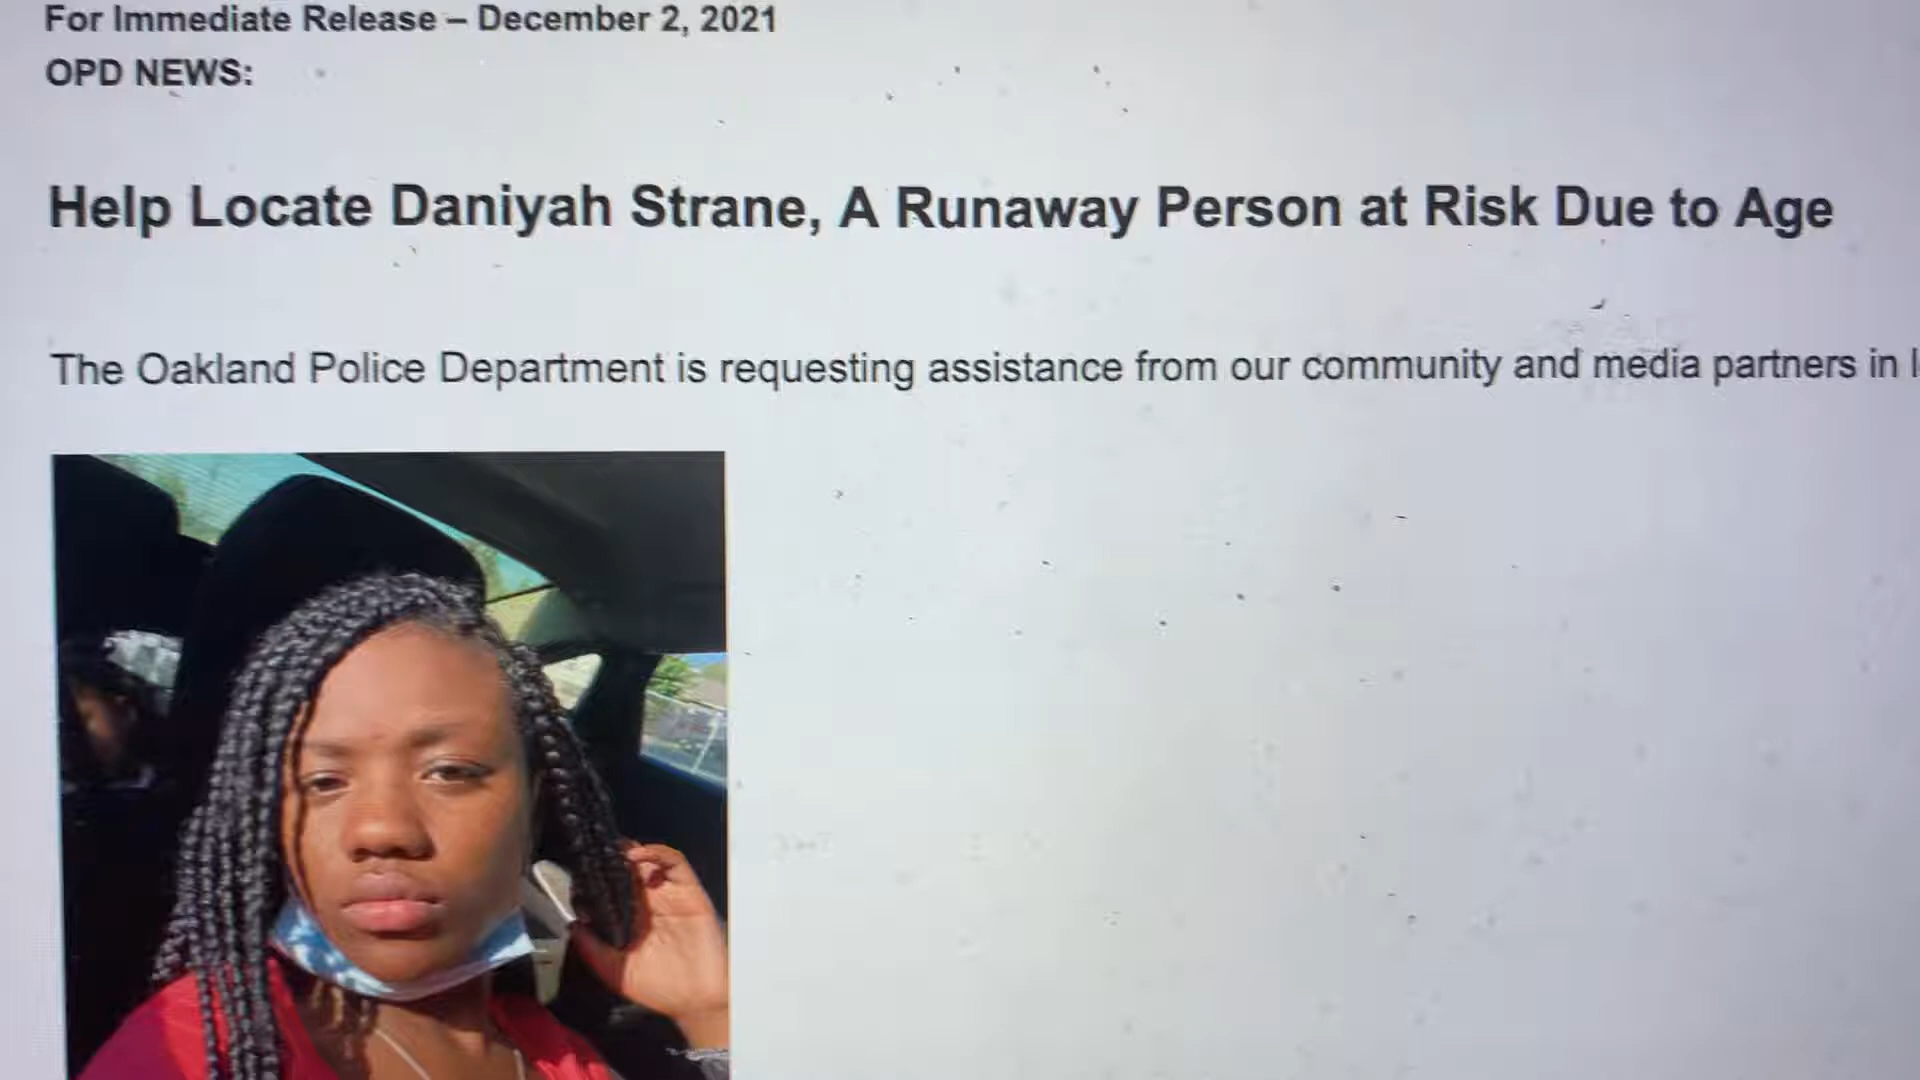 For Immediate Release – December 2, 2021
OPD NEWS:
Help Locate Daniyah Strane, A Runaway Person at Risk Due to Age
The Oakland Police Department is requesting assistance from our community and media partners in